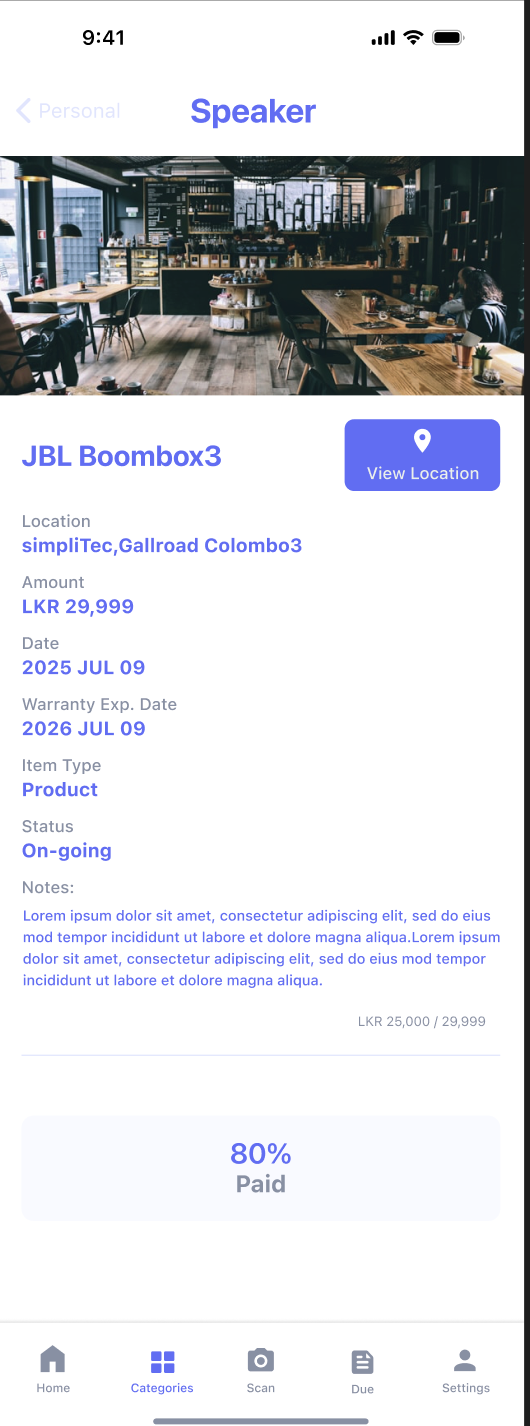 9:41
Personal
Speaker
JBL Boombox3
View Location
Location
simpliTec,Gallroad Colombo3
Amount
LKR 29,999
Date
2025 JUL 09
Warranty Exp. Date
2026 JUL 09
Item Type
Product
Status
On-going
Notes:
Lorem ipsum dolor sit amet, consectetur adipiscing elit, sed do eius
mod tempor incididunt ut labore et dolore magna aliqua.Lorem ipsum
dolor sit amet, consectetur adipiscing elit, sed do eius mod tempor
incididunt ut labore et dolore magna aliqua.
LKR 25,000 / 29,999
80%
Paid
Home
Categories
Scan
Due
Settings